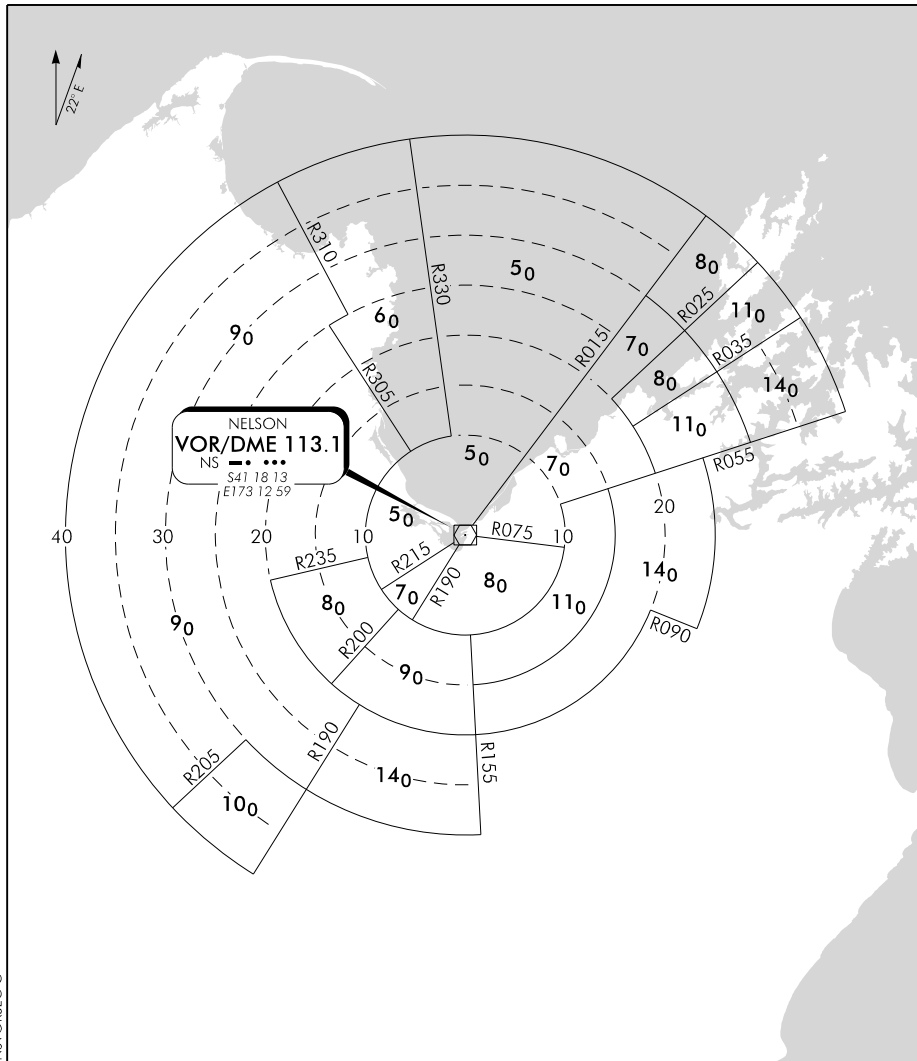 22° E
R310
R330
8₀
R025
5₀
11₀
R015
6₀
9₀
7₀
R035
R305
8₀
14₀
NELSON
VOR/DME 113.1
NS
S41 18 13
E173 12 59
11₀
5₀
7₀
R055
5₀
20
40
30
20
10
R075
10
R215
R235
R190
8₀
14₀
7₀
8₀
11₀
9₀
R200
R090
9₀
R190
R155
R205
14₀
10₀